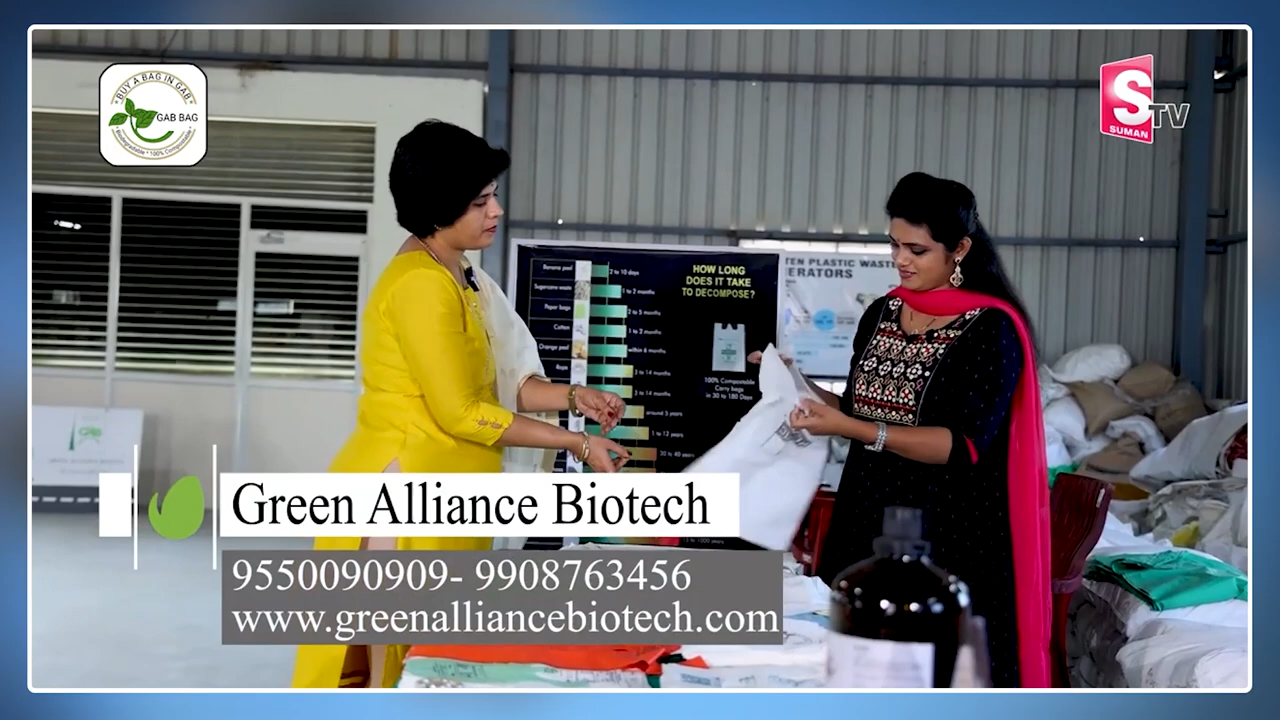 BUY A BAG IN GAB
GAB BAG
Biodegradable * 100% Compostable
S TV
SUMAN
HOW LONG
DOES IT TAKE
TO DECOMPOSE?
Banana peel 2 to 10 days
Sugarcane waste 1 to 2 months
Paper bags 2 to 5 months
Cotton 1 to 2 months
Orange peel within 6 months
Rope 3 to 14 months
3 to 14 months
around 5 years
1 to 12 years
30 to 40 years
100% Compostable
Carry bags
in 30 to 180 Days
TEN PLASTIC WASTE
ERATORS
Green Alliance Biotech
9550090909- 9908763456
www.greenalliancebiotech.com